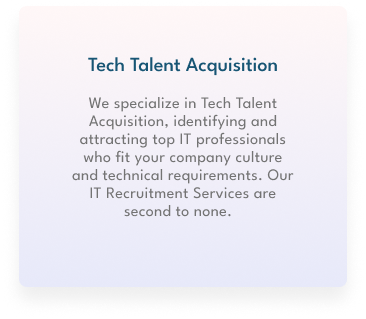 Tech Talent Acquisition
We specialize in Tech Talent
Acquisition, identifying and
attracting top IT professionals
who fit your company culture
and technical requirements. Our
IT Recruitment Services are
second to none.